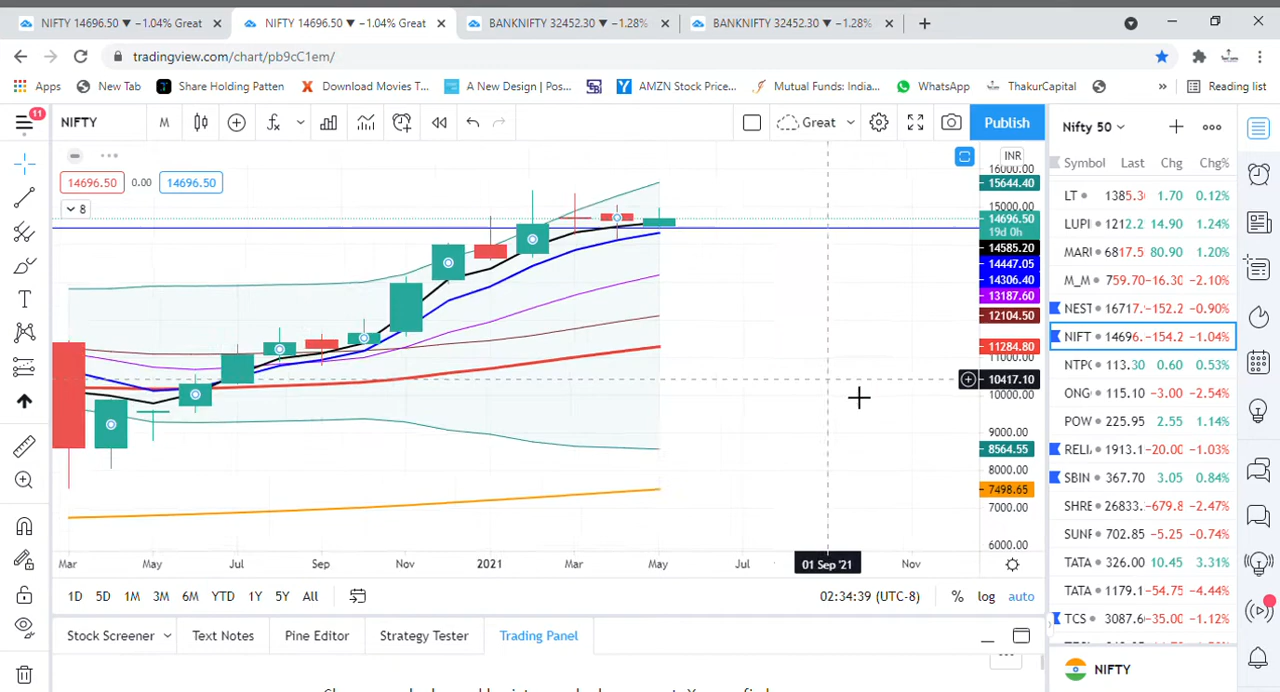 NIFTY 14696.50 ▼ −1.04% Great
NIFTY 14696.50 ▼ −1.04% Great
BANKNIFTY 32452.30 ▼ −1.28%
BANKNIFTY 32452.30 ▼ −1.28%
tradingview.com/chart/pb9cC1em/
Apps
New Tab
Share Holding Patten
Download Movies T...
A New Design | Pos...
AMZN Stock Price...
Mutual Funds: India...
WhatsApp
ThakurCapital
»
Reading list
11
NIFTY
M
Great
Publish
Nifty 50
14696.50
0.00
14696.50
8
INR
16000.00
15644.40
15000.00
14696.50
19d 0h
14585.20
14447.05
14306.40
13187.60
12104.50
11284.80
11000.00
10417.10
10000.00
9000.00
8564.55
8000.00
7498.65
7000.00
6000.00
Mar
May
Jul
Sep
Nov
2021
Mar
May
Jul
01 Sep '21
Nov
Symbol Last Chg Chg%
LT 1385.3 1.70 0.12%
LUPI 1212.2 14.90 1.24%
MARI 6817.5 80.90 1.20%
M_M 759.70 −16.30 −2.10%
NEST 16717. −152.2 −0.90%
NIFT 14696. −154.2 −1.04%
NTPC 113.30 0.60 0.53%
ONG 115.10 −3.00 −2.54%
POW 225.95 2.55 1.14%
RELI 1913.1 −20.00 −1.03%
SBIN 367.70 3.05 0.84%
SHRE 26833. −679.8 −2.47%
SUNF 702.85 −5.25 −0.74%
TATA 326.00 10.45 3.31%
TATA 1179.1 −54.75 −4.44%
TCS 3087.6 −35.00 −1.12%
1D 5D 1M 3M 6M YTD 1Y 5Y All
02:34:39 (UTC-8)
% log auto
Stock Screener
Text Notes
Pine Editor
Strategy Tester
Trading Panel
NIFTY